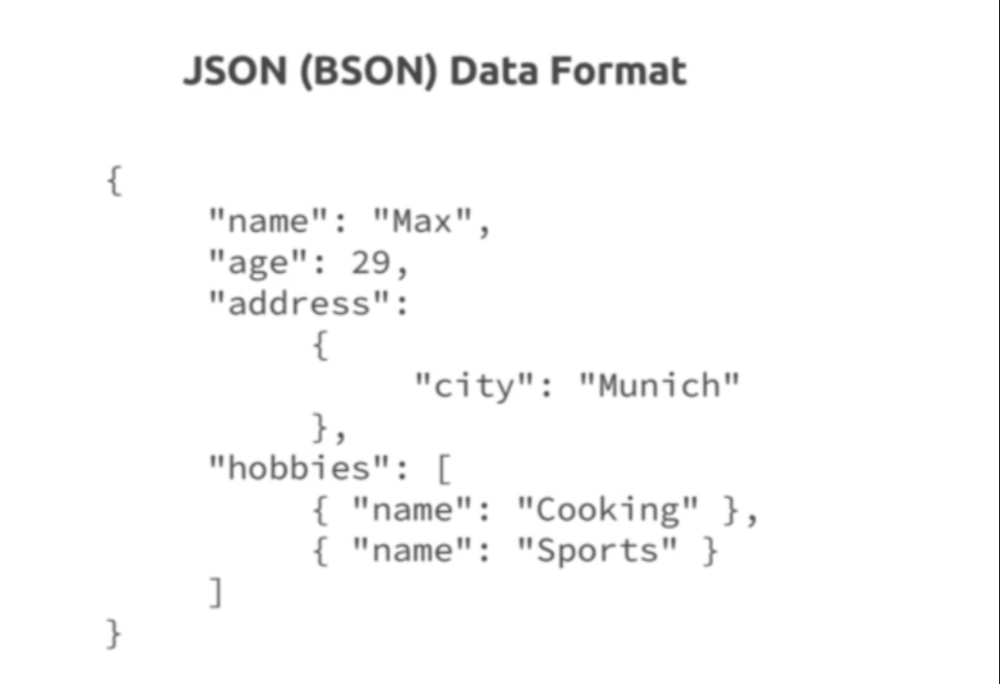 JSON (BSON) Data Format
{
"name": "Max",
"age": 29,
"address":
{
"city": "Munich"
},
"hobbies": [
{ "name": "Cooking" },
{ "name": "Sports" }
]
}